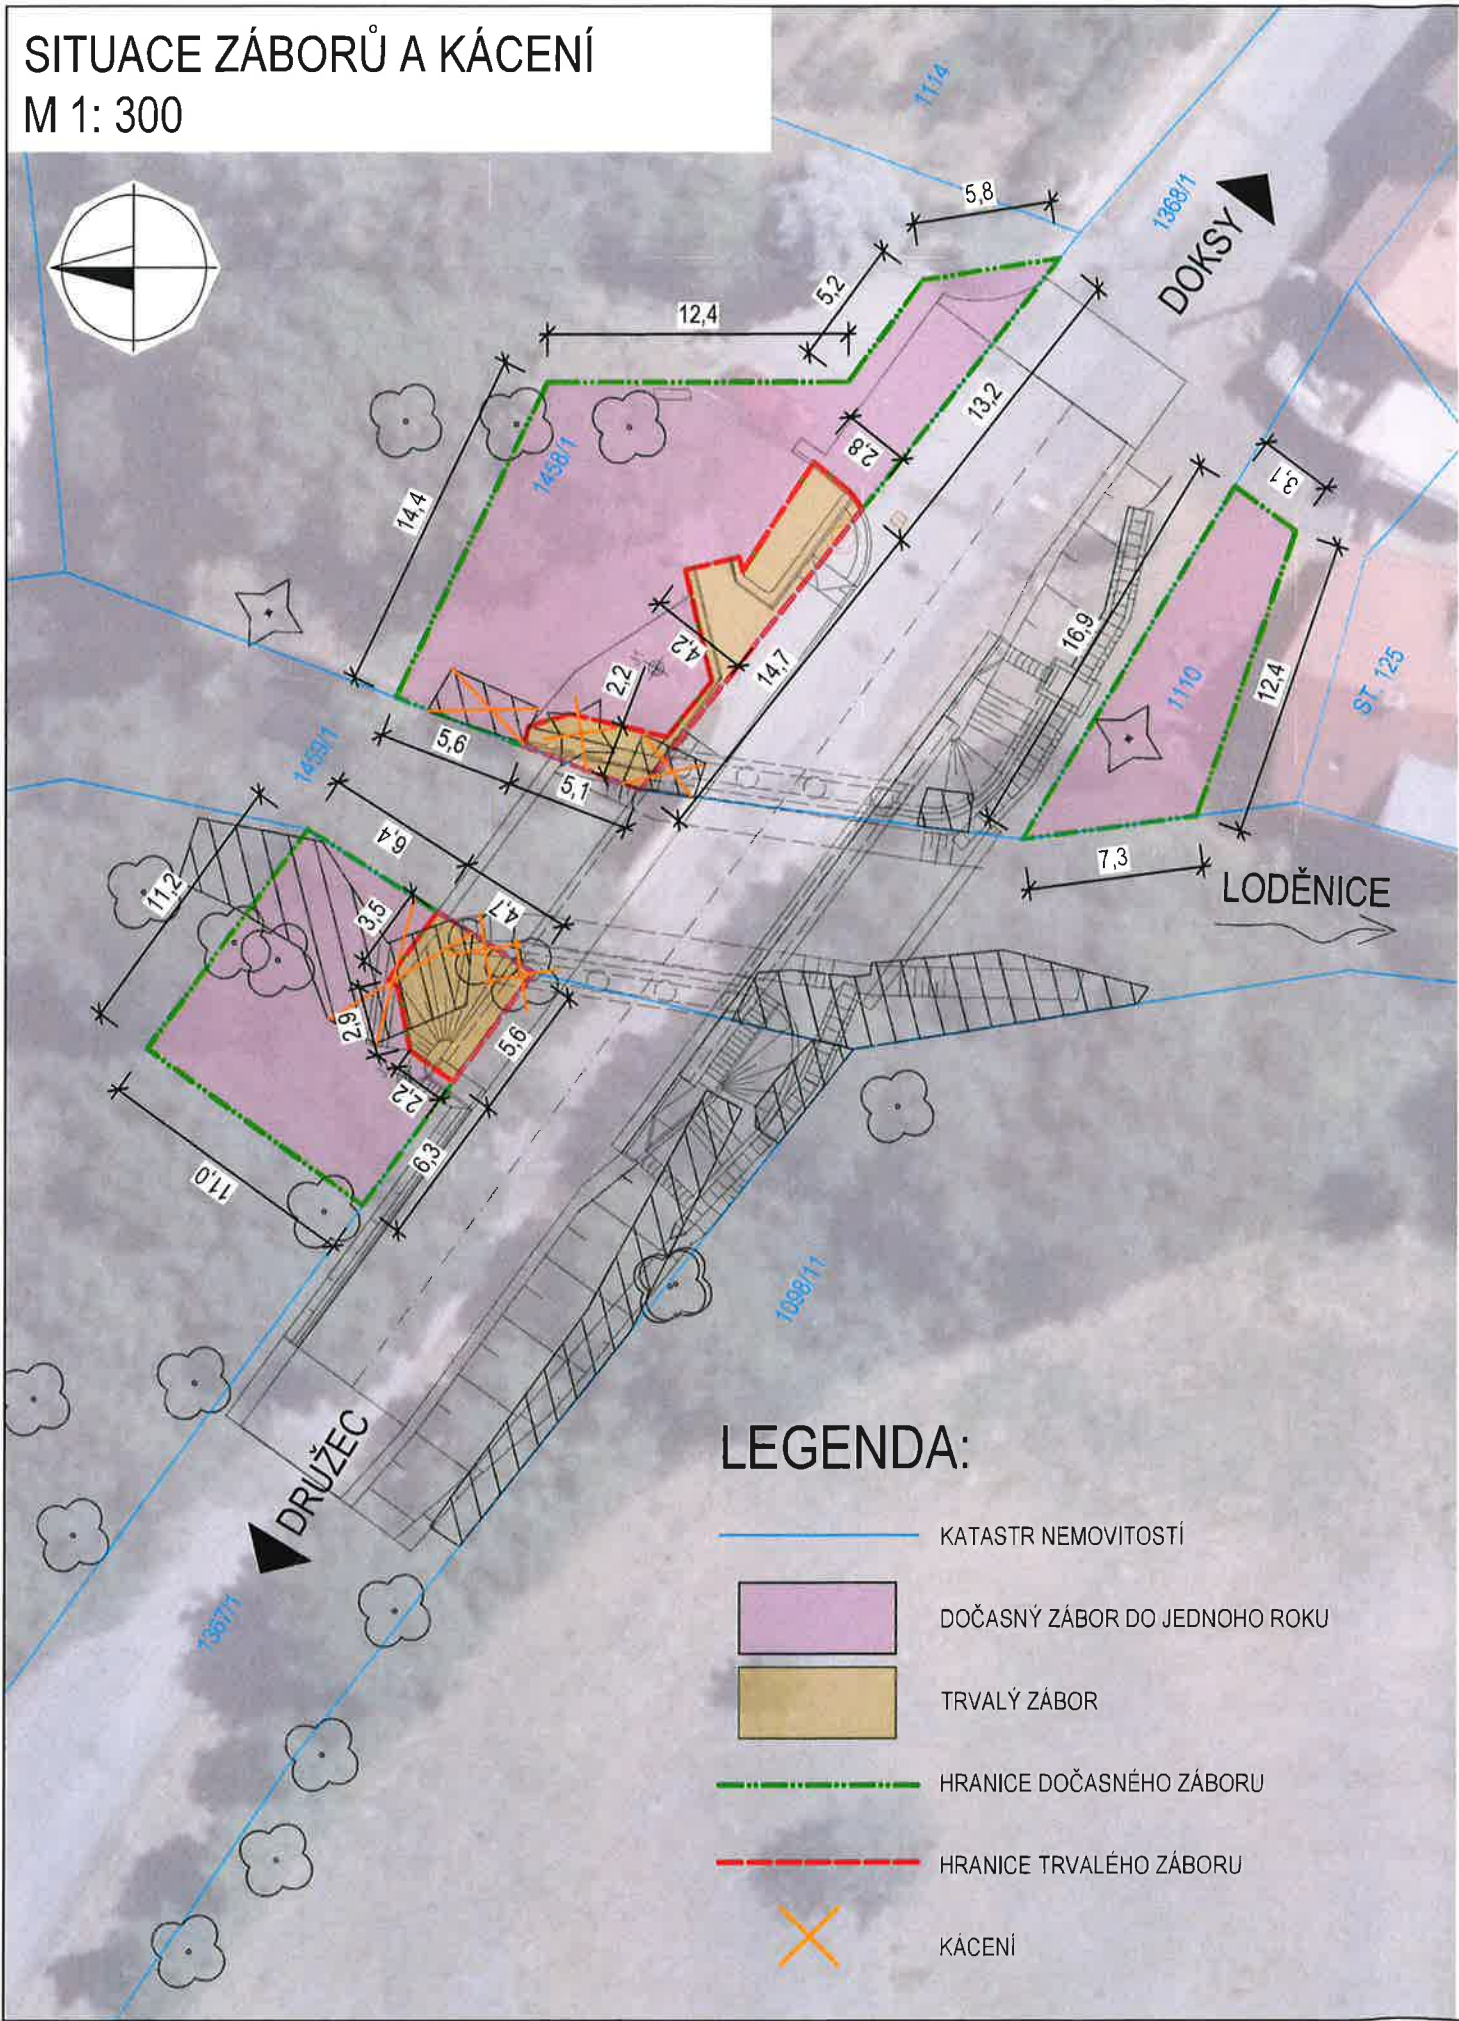 SITUACE ZÁBORŮ A KÁCENÍ
M 1: 300
1114
5,8
1368/1
DOKSY
5,2
12,4
13,2
2,8
1458/1
14,4
3,1
16,9
4,2
14,7
2,2
12,4
1110
ST. 125
1459/1
5,6
5,1
6,4
7,3
LODĚNICE
11,2
3,5
4,7
2,9
5,6
2,2
6,3
11,0
1098/11
DRUŽEC
1367/1
LEGENDA:
KATASTR NEMOVITOSTÍ
DOČASNÝ ZÁBOR DO JEDNOHO ROKU
TRVALÝ ZÁBOR
HRANICE DOČASNÉHO ZÁBORU
HRANICE TRVALÉHO ZÁBORU
KÁCENÍ